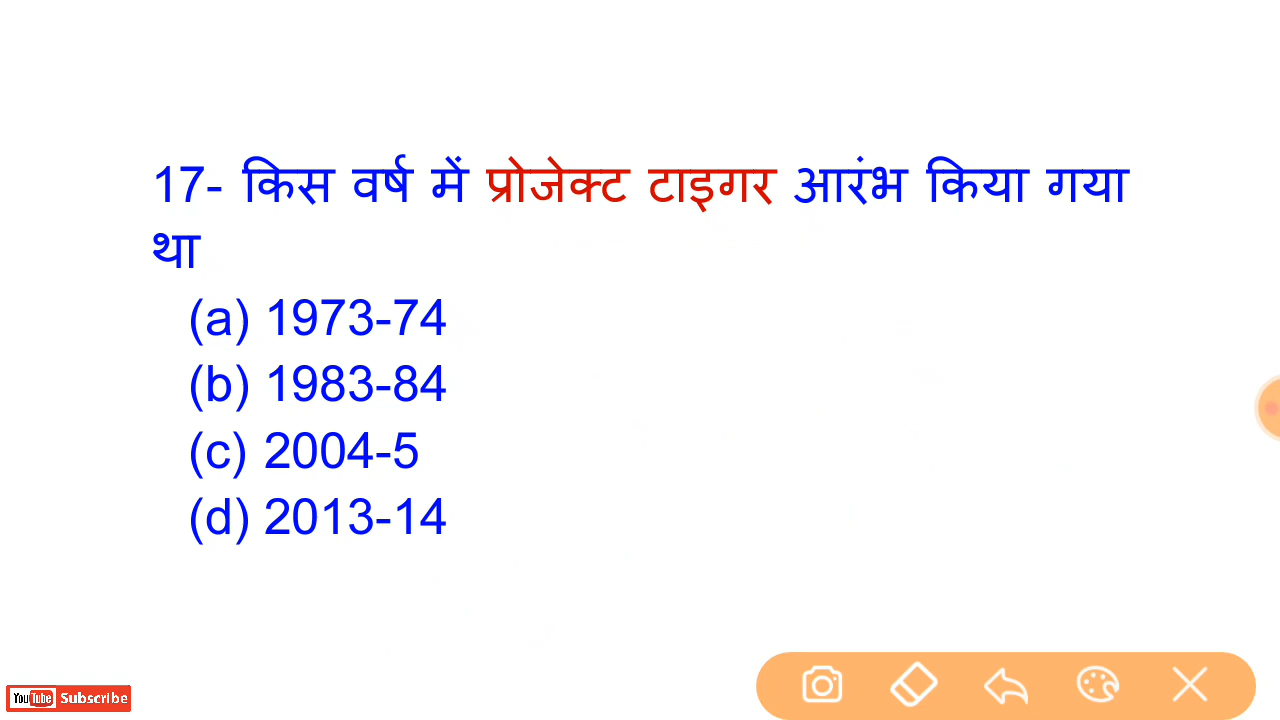 17- किस वर्ष में प्रोजेक्ट टाइगर आरंभ किया गया
था
(a) 1973-74
(b) 1983-84
(c) 2004-5
(d) 2013-14
YouTube Subscribe